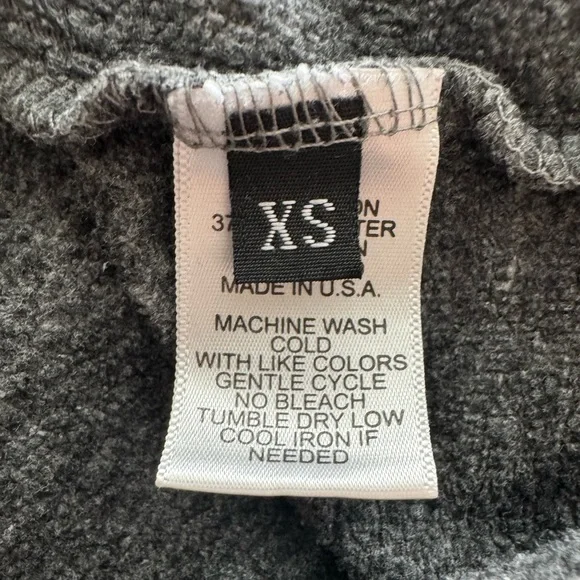 XS
37
MADE IN U.S.A.
MACHINE WASH
COLD
WITH LIKE COLORS
GENTLE CYCLE
NO BLEACH
TUMBLE DRY LOW
COOL IRON IF
NEEDED